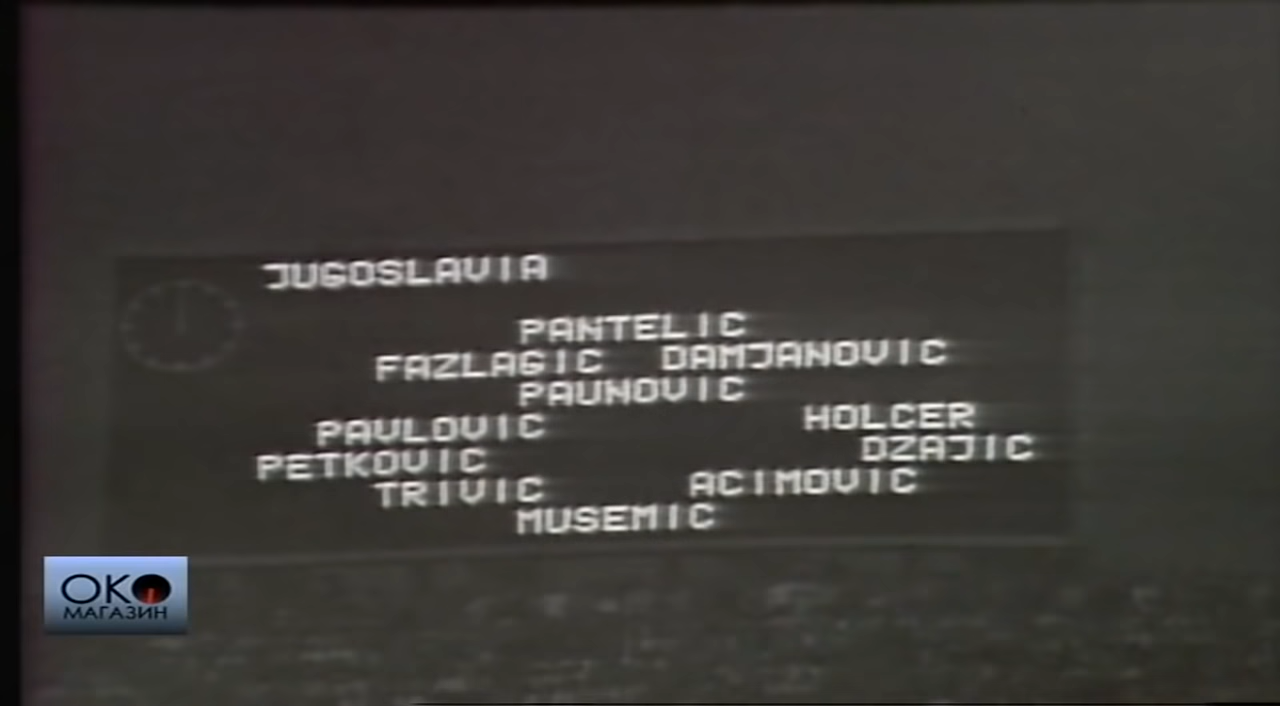 JUGOSLAVIA
PANTELIC
FAZLAGIC DAMJANOVIC
PAUNOVIC
PAVLOVIC HOLCER
PETKOVIC DZAJIC
TRIVIC ACIMOVIC
MUSEMIC
ОКО
МАГАЗИН